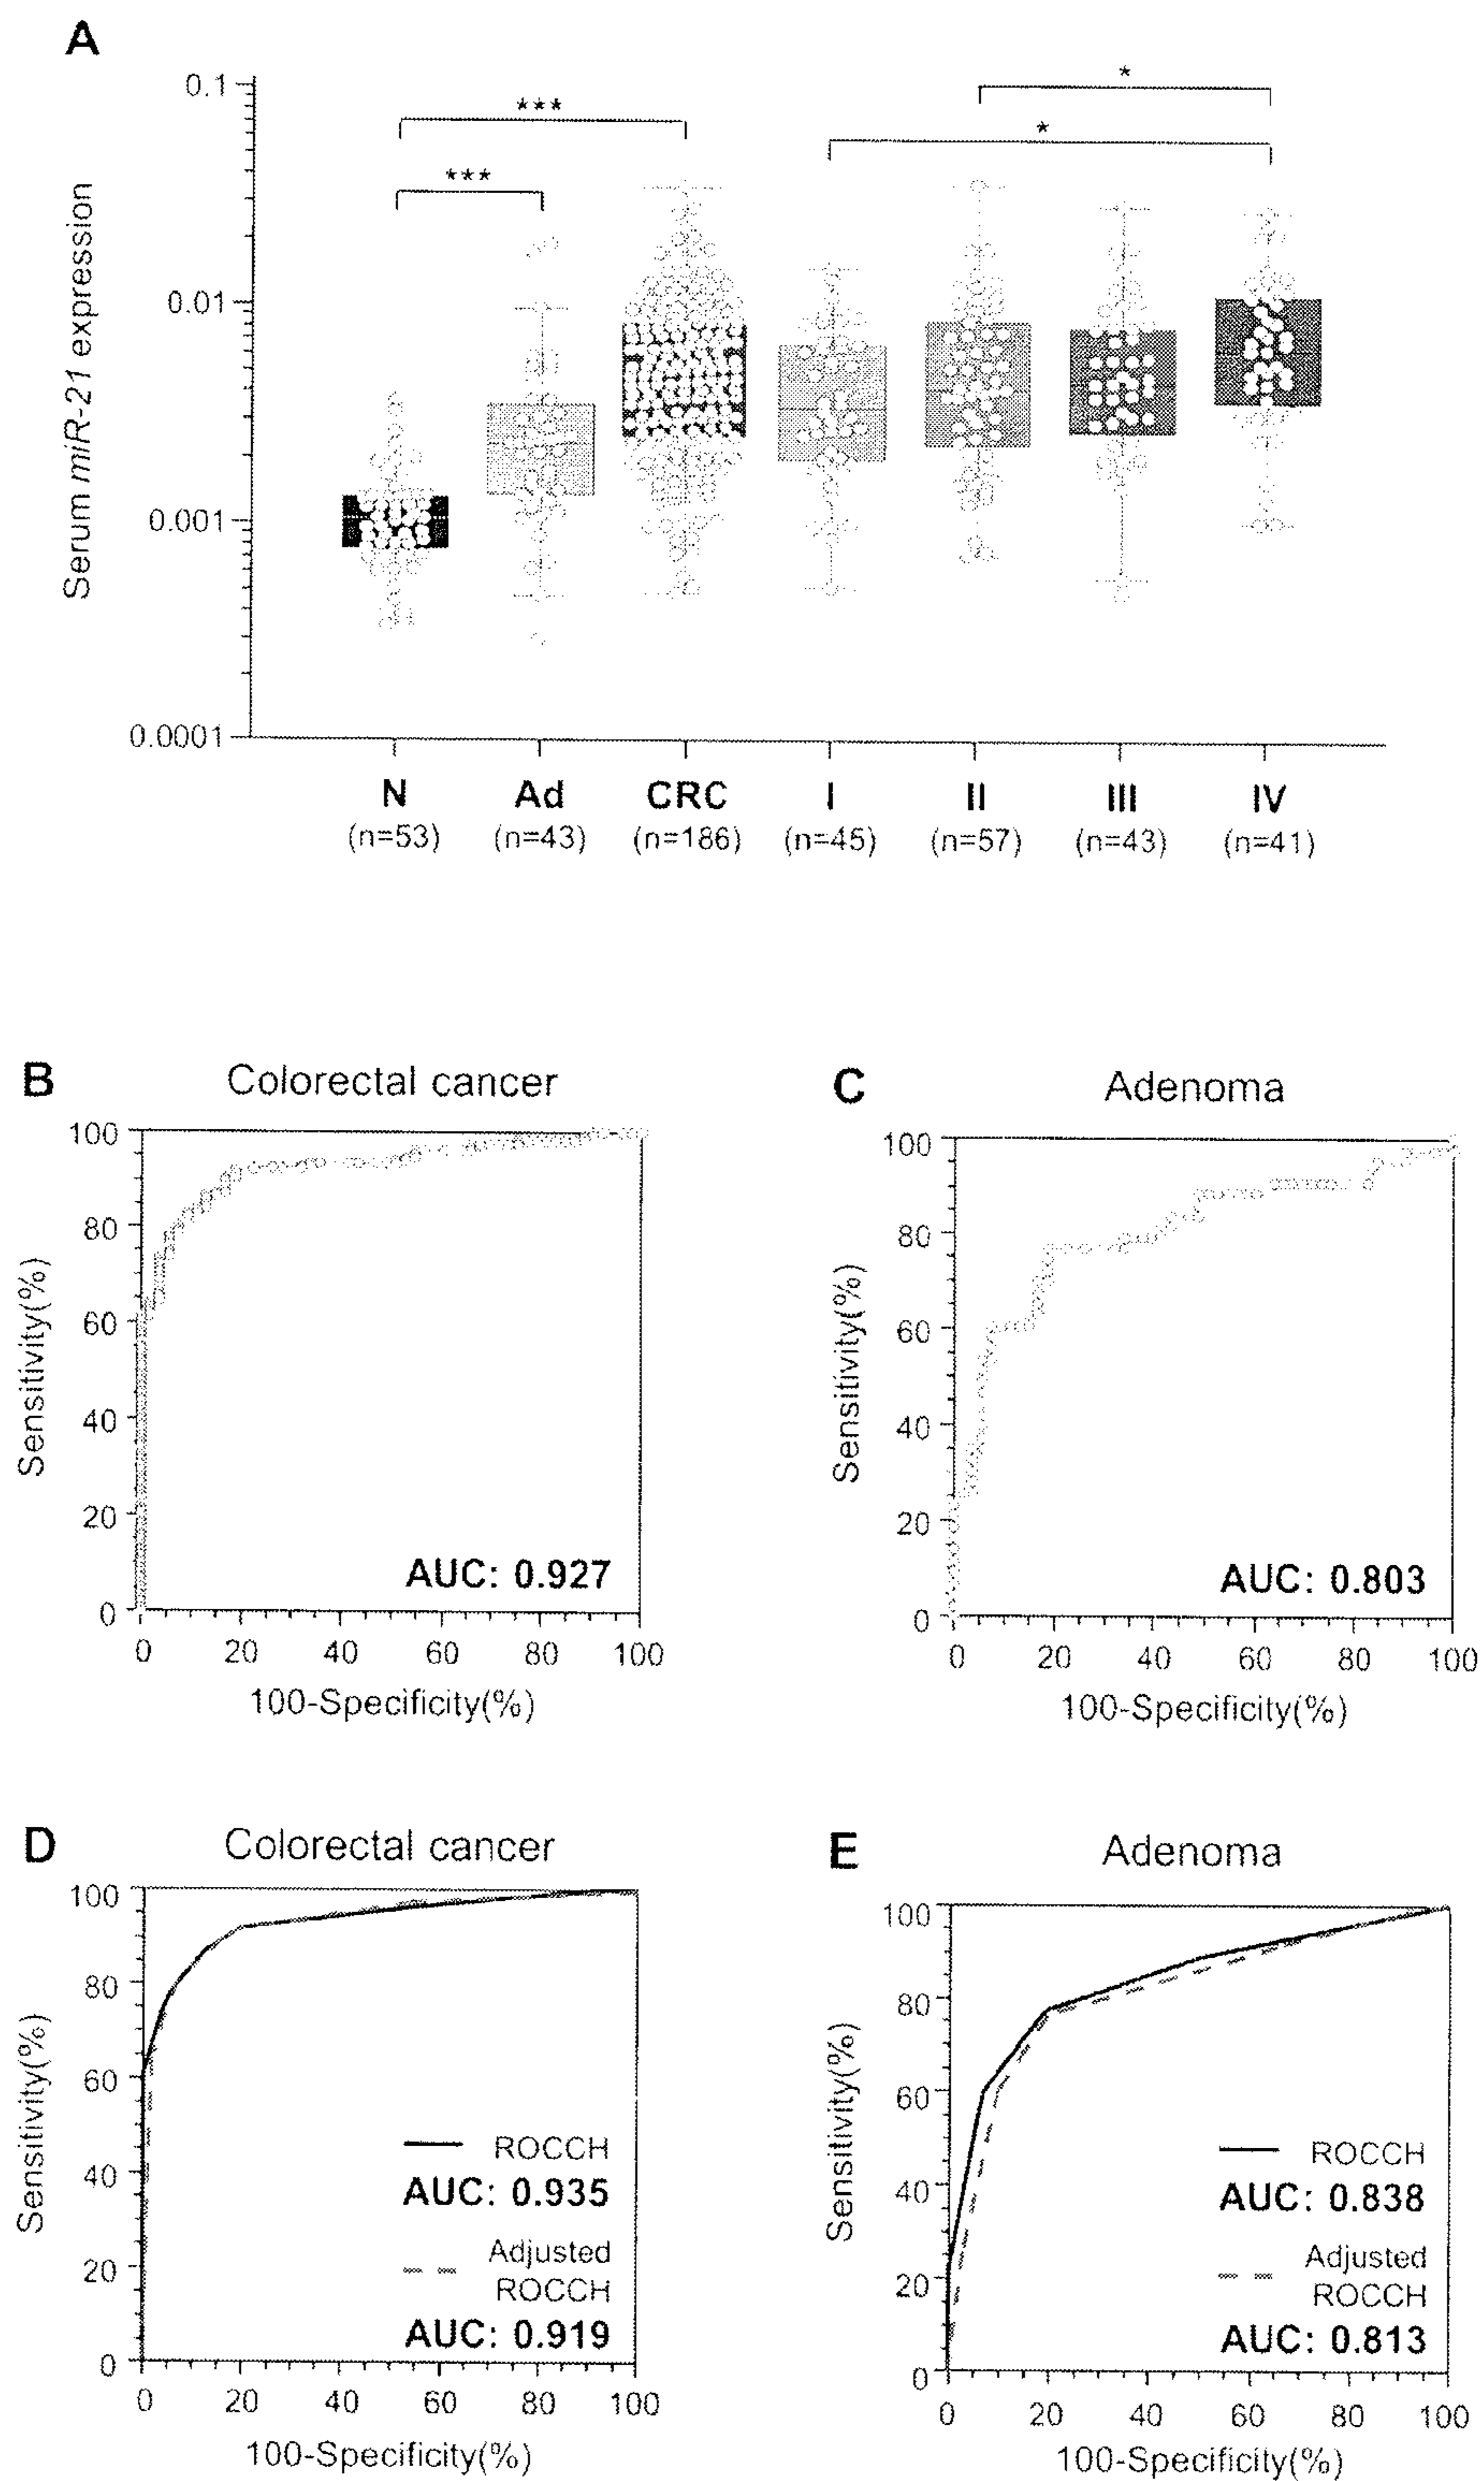 A
Serum miR-21 expression
0.1
0.01
0.001
0.0001
***
***
*
*
N Ad CRC I II III IV
(n=53) (n=43) (n=186) (n=45) (n=57) (n=43) (n=41)
B Colorectal cancer
Sensitivity(%)
100
80
60
40
20
0
AUC: 0.927
0 20 40 60 80 100
100-Specificity(%)
C Adenoma
Sensitivity(%)
100
80
60
40
20
0
AUC: 0.803
0 20 40 60 80 100
100-Specificity(%)
D Colorectal cancer
Sensitivity(%)
100
80
60
40
20
0
ROCCH
AUC: 0.935
Adjusted
ROCCH
AUC: 0.919
0 20 40 60 80 100
100-Specificity(%)
E Adenoma
Sensitivity(%)
100
80
60
40
20
0
ROCCH
AUC: 0.838
Adjusted
ROCCH
AUC: 0.813
0 20 40 60 80 100
100-Specificity(%)